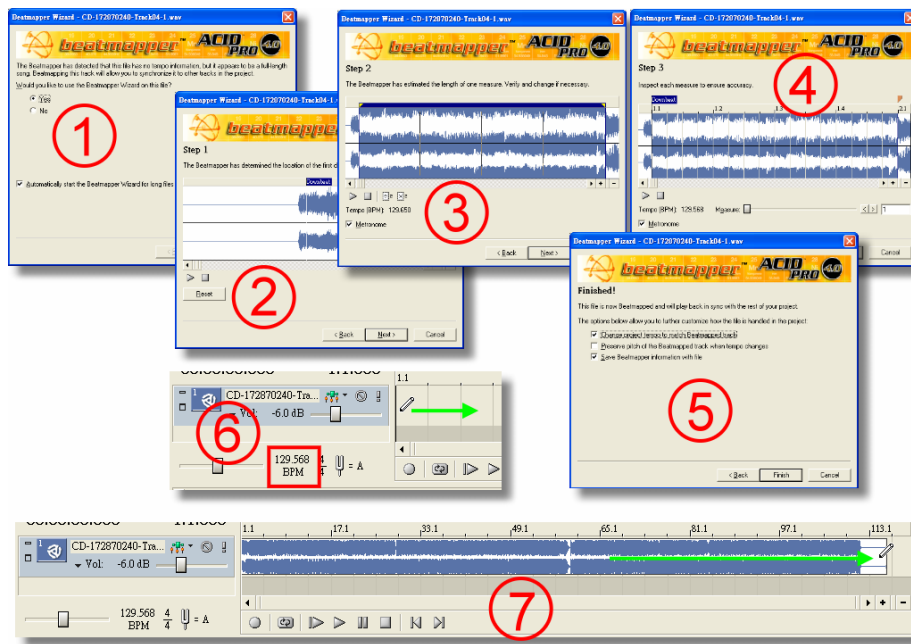 Beatmapper Wizard - CD-172870240-Track04-1.wav
beatmapper™ ACID PRO 4.0
The Beatmapper has detected that the file has no tempo information, but it appears to be a full-length
song. Beatmapping this track will allow you to synchronize it to other tracks in the project.
Would you like to use the Beatmapper Wizard on this file?
Yes
No
1
Automatically start the Beatmapper Wizard for long files
Beatmapper Wizard - CD-172870240-Track04-1.
beatmapper
Step 1
The Beatmapper has determined the location of the first d
Downbeat
2
Reset
< Back Next > Cancel
Beatmapper Wizard - CD-172870240-Track04-1.wav
beatmapper™ ACID PRO 4.0
Step 2
The Beatmapper has estimated the length of one measure. Verify and change if necessary.
3
Tempo (BPM): 129.658
Metronome
< Back Next >
Beatmapper Wizard - CD-172870240-Track04-1.wav
beatmapper™ ACID PRO 4.0
Step 3
Inspect each measure to ensure accuracy.
4
Downbeat
1.1 1.2 1.3 1.4 2.1
Tempo (BPM): 129.568 Measure: 1
Metronome
Cancel
Beatmapper Wizard - CD-172870240-Track04-1.wav
beatmapper™ ACID PRO 4.0
Finished!
This file is now Beatmapped and will play back in sync with the rest of your project.
The options below allow you to further customize how the file is handled in the project:
Change project tempo to match Beatmapped track
Preserve pitch of the Beatmapped track when tempo changes
Save Beatmapper information with file
5
< Back Finish Cancel
1.1
1 CD-172870240-Tra...
Vol: -6.0 dB
6
129.568 4
BPM 4 = A
1.1 17.1 33.1 49.1 65.1 81.1 97.1 113.1
1 CD-172870240-Tra...
Vol: -6.0 dB
129.568 4
BPM 4 = A
7